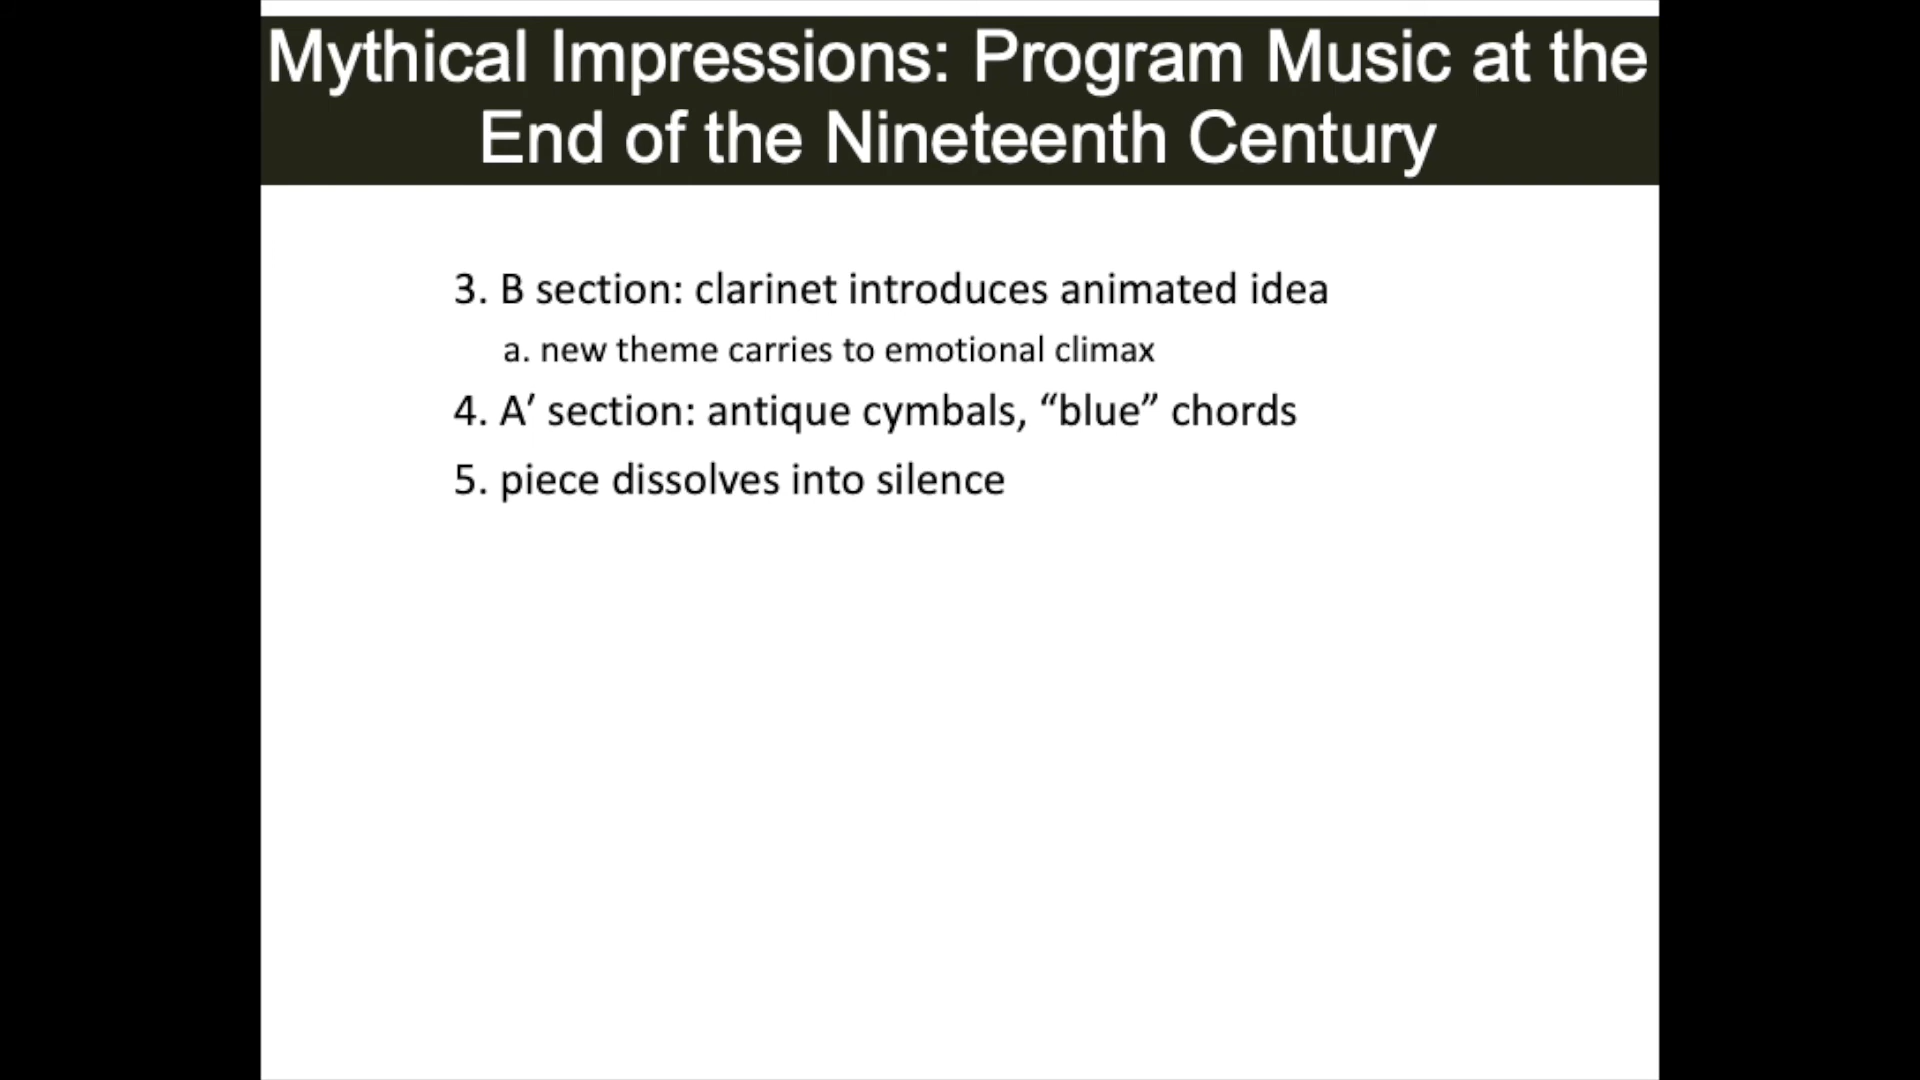 Mythical Impressions: Program Music at the
End of the Nineteenth Century
3. B section: clarinet introduces animated idea
a. new theme carries to emotional climax
4. A′ section: antique cymbals, “blue” chords
5. piece dissolves into silence